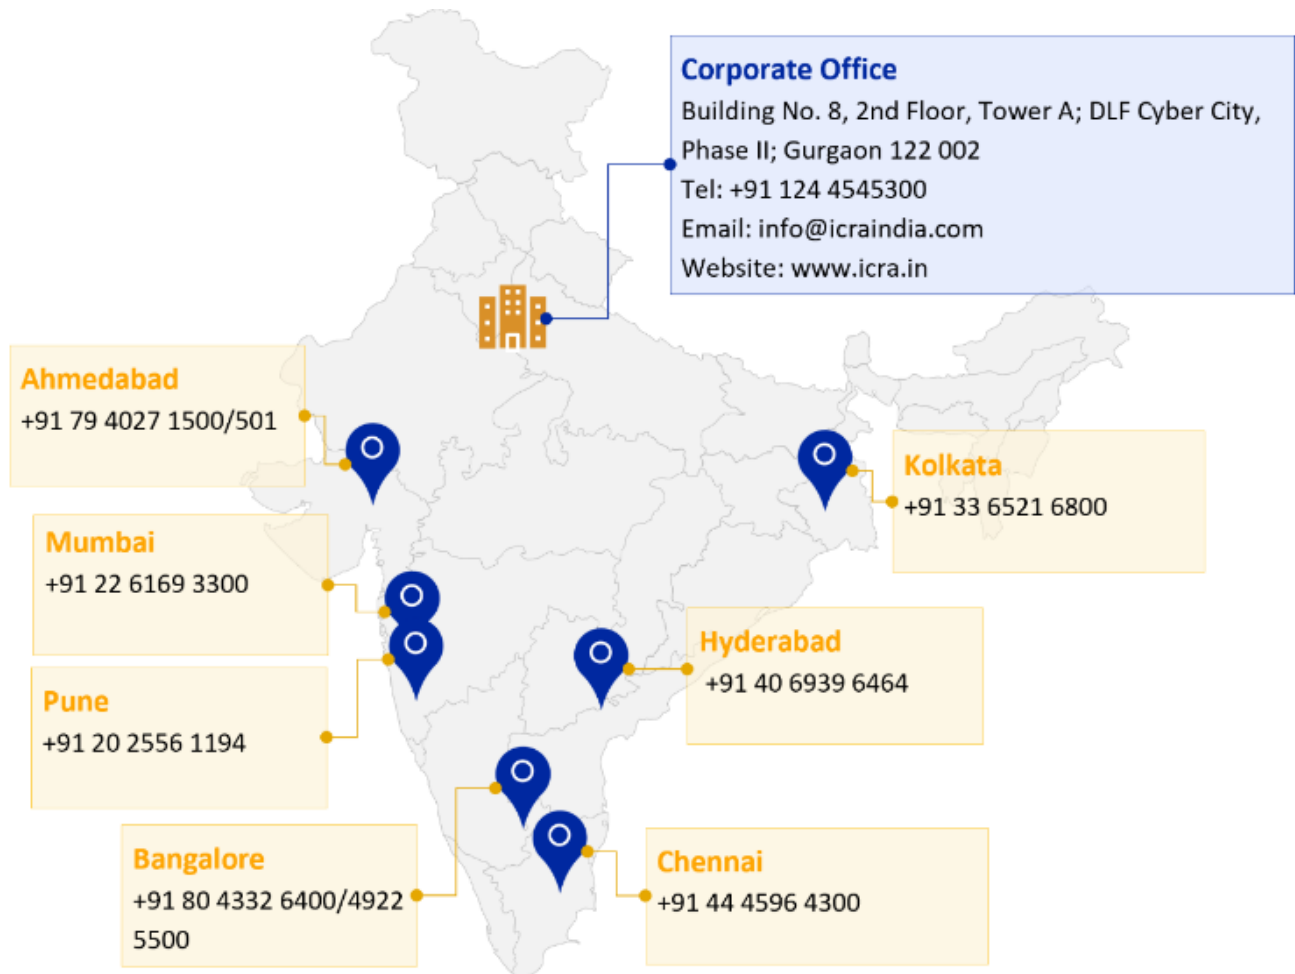 Corporate Office
Building No. 8, 2nd Floor, Tower A; DLF Cyber City,
Phase II; Gurgaon 122 002
Tel: +91 124 4545300
Email: info@icraindia.com
Website: www.icra.in
Ahmedabad
+91 79 4027 1500/501
Kolkata
+91 33 6521 6800
Mumbai
+91 22 6169 3300
Hyderabad
+91 40 6939 6464
Pune
+91 20 2556 1194
Bangalore
+91 80 4332 6400/4922
5500
Chennai
+91 44 4596 4300